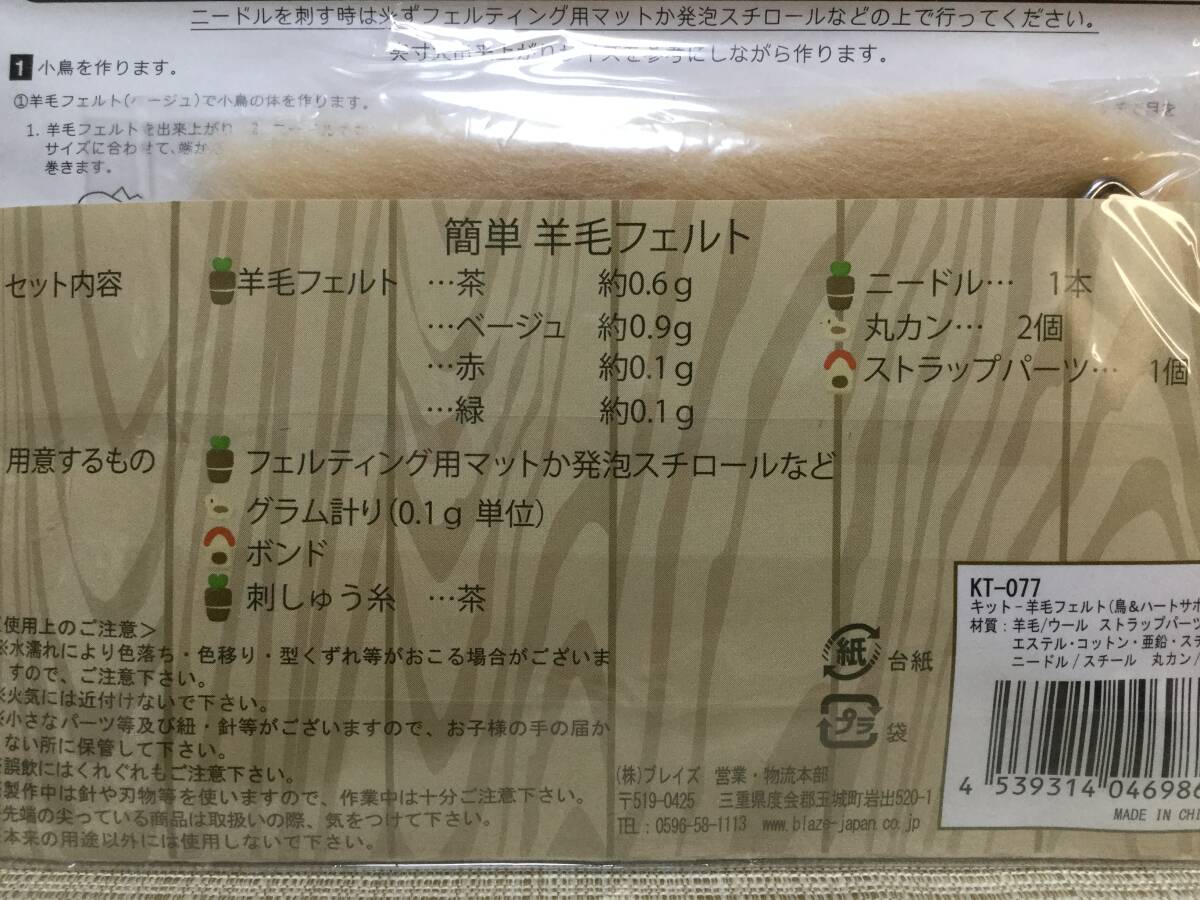 ニードルを刺す時は必ずフェルティング用マットか発泡スチロールなどの上で行ってください。
出来上がりサイズを参考にしながら作ります。
1 小鳥を作ります。
①羊毛フェルト(ベージュ)で小鳥の体を作ります。
1. 羊毛フェルトを出来上がり
サイズに合わせて、
巻きます。
簡単 羊毛フェルト
セット内容
羊毛フェルト …茶 約0.6g
…ベージュ 約0.9g
…赤 約0.1g
…緑 約0.1g
ニードル… 1本
丸カン… 2個
ストラップパーツ… 1個
用意するもの
フェルティング用マットか発泡スチロールなど
グラム計り(0.1g 単位)
ボンド
刺しゅう糸 …茶
使用上のご注意＞
※水濡れにより色落ち・色移り・型くずれ等がおこる場合がございま
すので、ご注意下さい。
※火気には近付けないで下さい。
※小さなパーツ等及び紐・針等がございますので、お子様の手の届か
ない所に保管して下さい。
※誤飲にはくれぐれもご注意下さい。
※製作中は針や刃物等を使いますので、作業中は十分ご注意下さい。
先端の尖っている商品は取扱いの際、気をつけて下さい。
※本来の用途以外には使用しないで下さい。
紙 台紙
プラ 袋
(株)ブレイズ 営業・物流本部
〒519-0425 三重県度会郡玉城町岩出520-1
TEL：0596-58-1113 www.blaze-japan.co.jp
KT-077
キット-羊毛フェルト(鳥&ハートサボ
材質：羊毛/ウール ストラップパーツ
エステル・コットン・亜鉛・ス
ニードル/スチール 丸カン/
4 539314 046986
MADE IN CHI